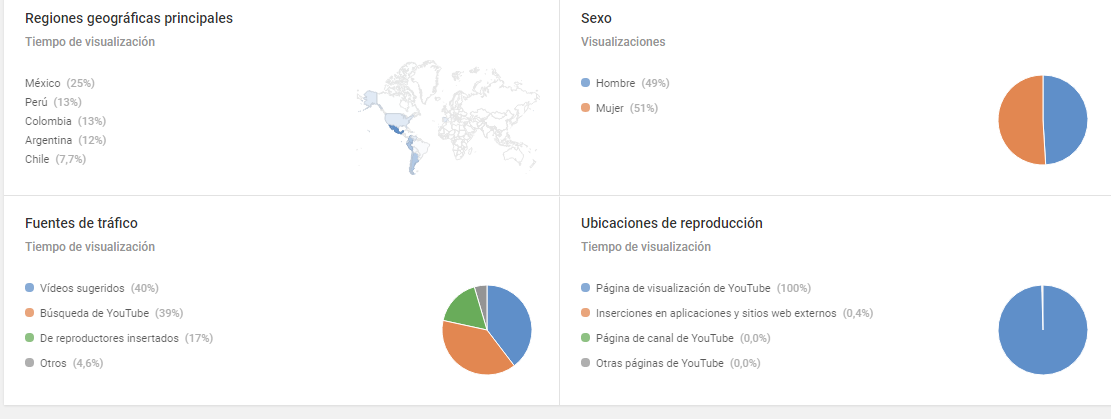 Regiones geográficas principales
Tiempo de visualización
México (25%)
Perú (13%)
Colombia (13%)
Argentina (12%)
Chile (7,7%)
Sexo
Visualizaciones
Hombre (49%)
Mujer (51%)
Fuentes de tráfico
Tiempo de visualización
Vídeos sugeridos (40%)
Búsqueda de YouTube (39%)
De reproductores insertados (17%)
Otros (4,6%)
Ubicaciones de reproducción
Tiempo de visualización
Página de visualización de YouTube (100%)
Inserciones en aplicaciones y sitios web externos (0,4%)
Página de canal de YouTube (0,0%)
Otras páginas de YouTube (0,0%)